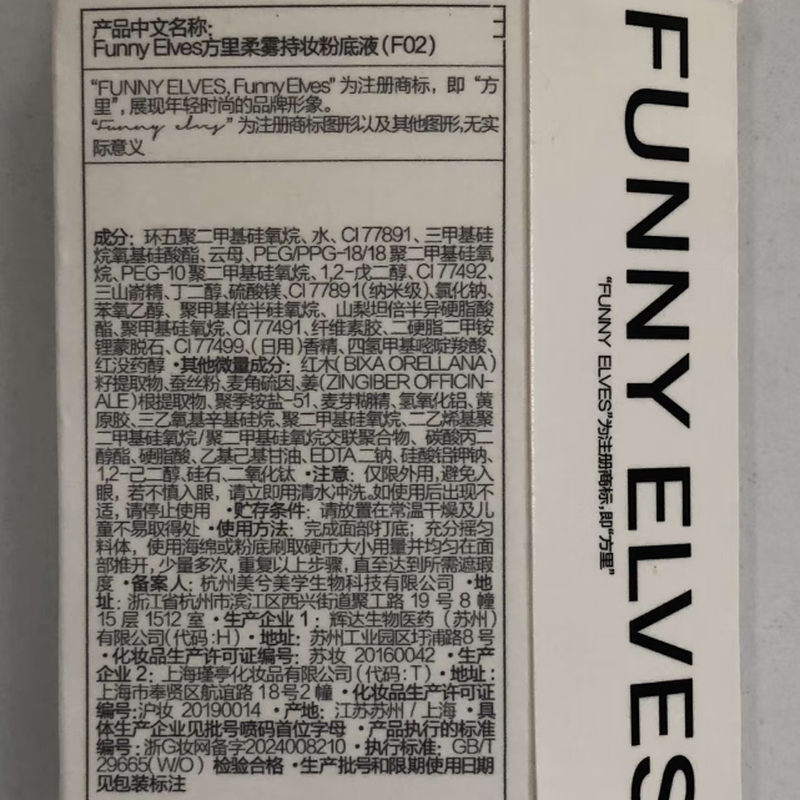 产品中文名称:
Funny Elves方里柔雾持妆粉底液(F02)
“FUNNY ELVES, Funny Elves”为注册商标，即“方
里”, 展现年轻时尚的品牌形象。
“Funny elves”为注册商标图形以及其他图形,无实
际意义
成分：环五聚二甲基硅氧烷、水、CI 77891、三甲基硅
烷氧基硅酸酯、云母、PEG/PPG-18/18 聚二甲基硅氧
烷、PEG-10 聚二甲基硅氧烷、1,2-戊二醇、CI 77492、
三山嵛精、丁二醇、硫酸镁、CI 77891(纳米级)、氯化钠、
苯氧乙醇、聚甲基倍半硅氧烷、山梨坦倍半异硬脂酸
酯、聚甲基硅氧烷、CI 77491、纤维素胶、二硬脂二甲铵
锂蒙脱石、CI 77499、(日用)香精、四氢甲基嘧啶羧酸、
红没药醇 •其他微量成分：红木(BIXA ORELLANA)
籽提取物、蚕丝粉、麦角硫因、姜(ZINGIBER OFFICIN-
ALE)根提取物、聚季铵盐-51、麦芽糊精、氢氧化铝、黄
原胶、三乙氧基辛基硅烷、聚二甲基硅氧烷、二乙烯基聚
二甲基硅氧烷/聚二甲基硅氧烷交联聚合物、碳酸丙二
醇酯、硬脂酸、乙基己基甘油、EDTA 二钠、硅酸铝钾钠、
1,2-己二醇、硅石、二氧化钛 •注意：仅限外用,避免入
眼，若不慎入眼，请立即用清水冲洗。如使用后出现不
适，请停止使用 •贮存条件：请放置在常温干燥及儿
童不易取得处 •使用方法：完成面部打底；充分摇匀
料体，使用海绵或粉底刷取硬币大小用量并均匀在面
部推开，少量多次，重复以上步骤，直至达到所需遮瑕
度 •备案人：杭州美兮美学生物科技有限公司 •地
址：浙江省杭州市滨江区西兴街道聚工路 19 号 8 幢
15 层 1512 室 •生产企业 1：辉达生物医药（苏州）
有限公司(代码:H) •地址：苏州工业园区圩浦路8 号
•化妆品生产许可证编号：苏妆 20160042 •生产
企业 2：上海瑾亭化妆品有限公司(代码：T) •地址：
上海市奉贤区航谊路 18号2 幢 •化妆品生产许可证
编号:沪妆 20190014 •产地：江苏苏州 / 上海 •具
体生产企业见批号喷码首位字母 •产品执行的标准
编号：浙G妆网备字2024008210 •执行标准：GB/T
29665(W/O) 检验合格 •生产批号和限期使用日期
见包装标注
FUNNY ELVES
“FUNNY ELVES”为注册商标,即“方里”